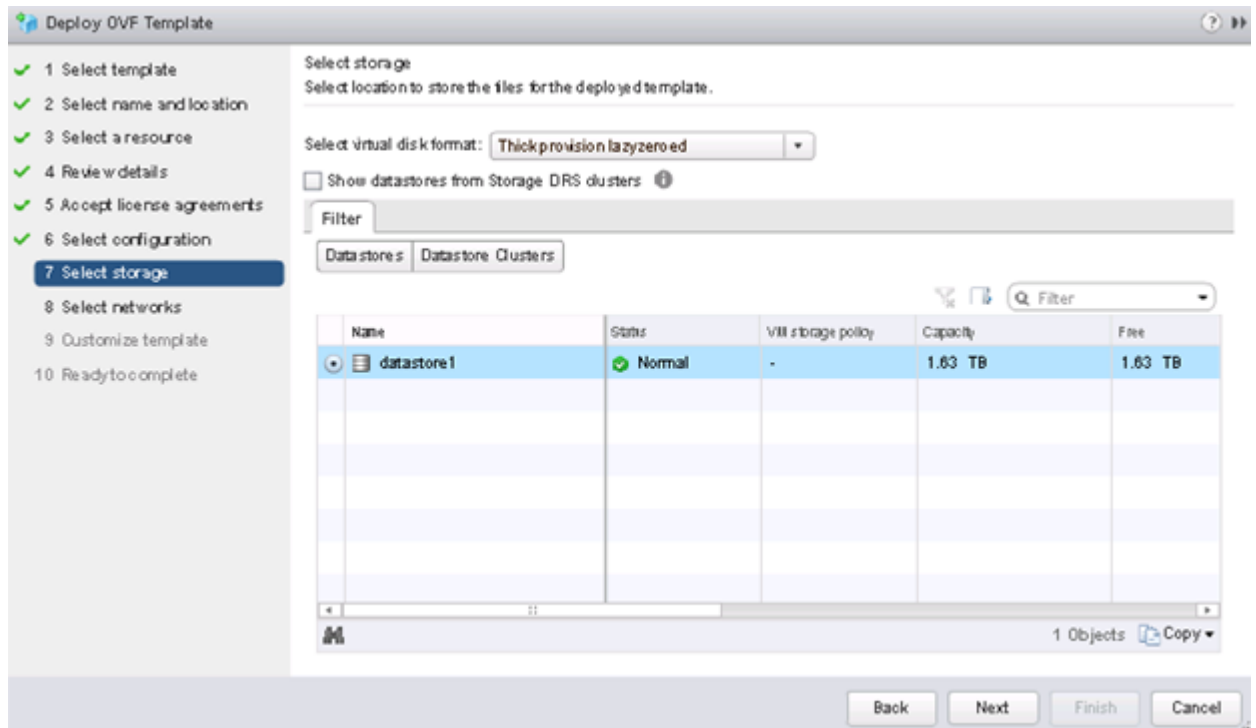 Deploy OVF Template
1 Select template
2 Select name and location
3 Select a resource
4 Review details
5 Accept license agreements
6 Select configuration
7 Select storage
8 Select networks
9 Customize template
10 Ready to complete
Select storage
Select location to store the files for the deployed template.
Select virtual disk format: Thick provision lazy zeroed
Show datastores from Storage DRS clusters
Filter
Datastores Datastore Clusters
Filter
Name Status VM storage policy Capacity Free
datastore1 Normal - 1.63 TB 1.63 TB
1 Objects Copy
Back Next Finish Cancel